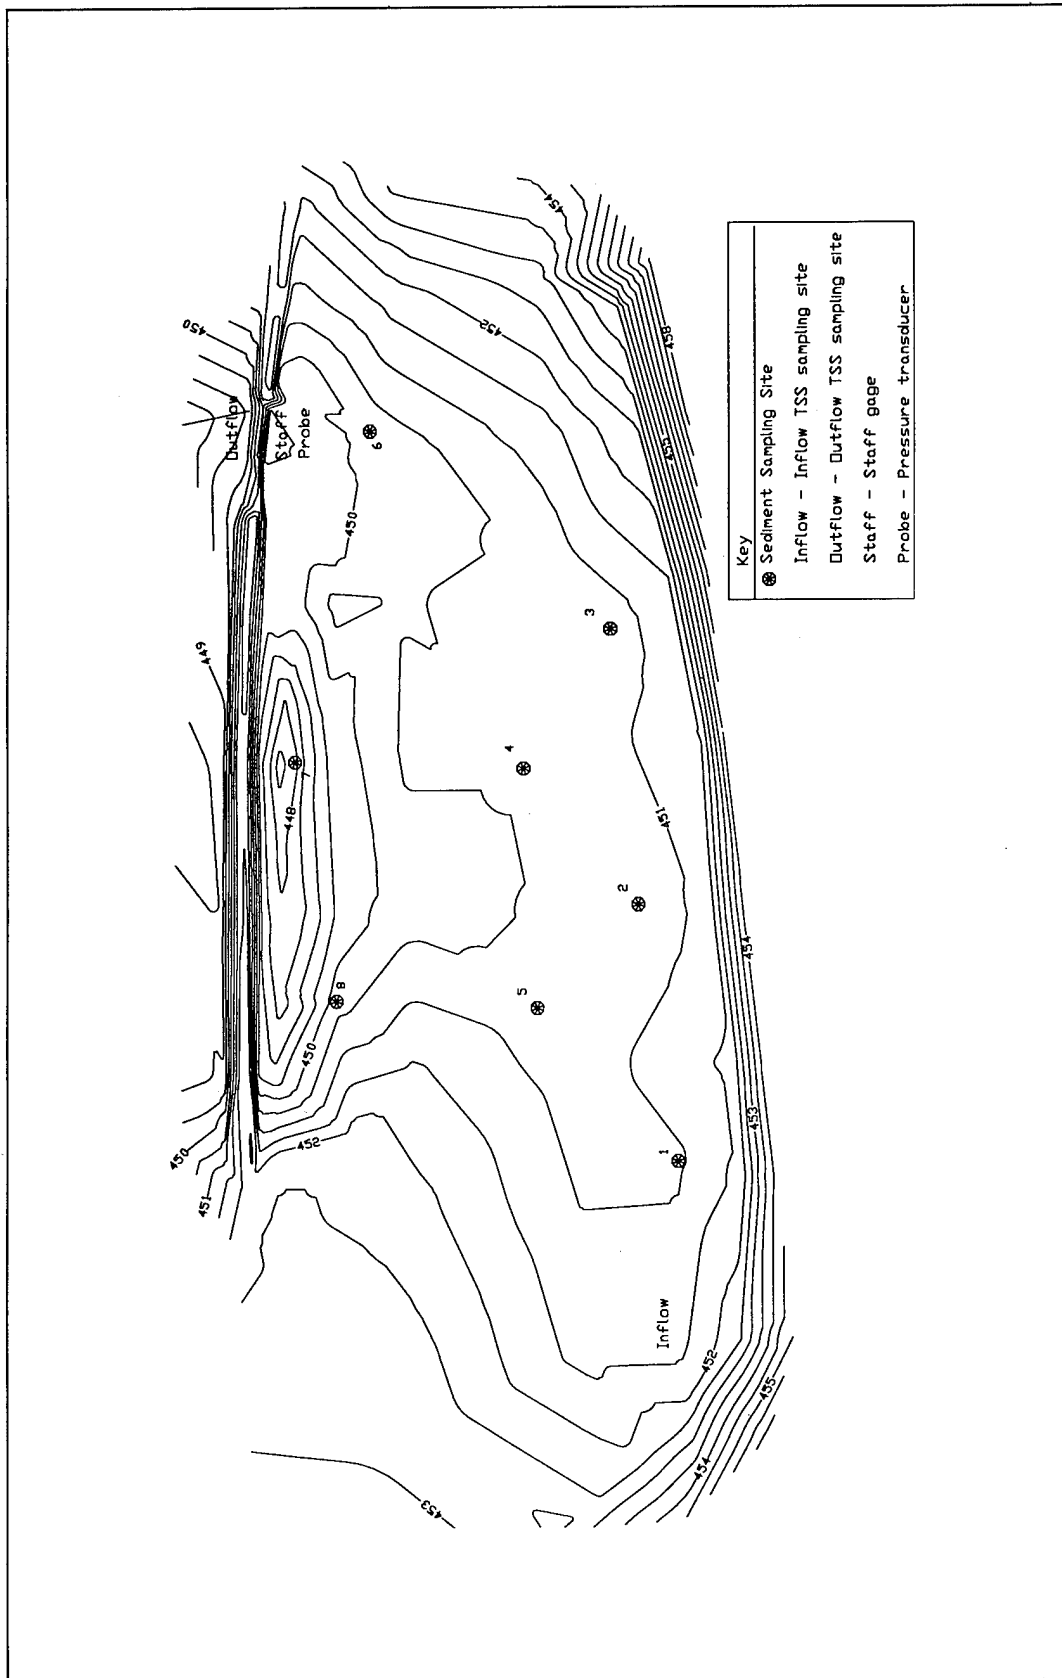 Key
Sediment Sampling Site
Inflow - Inflow TSS sampling site
Outflow - Outflow TSS sampling site
Staff - Staff gage
Probe - Pressure transducer
Outflow
Staff
Probe
Inflow
1
2
3
4
5
6
7
8
450
449
450
448
450
450
451
452
451
452
453
454
452
455
458
454
453
454
455
452